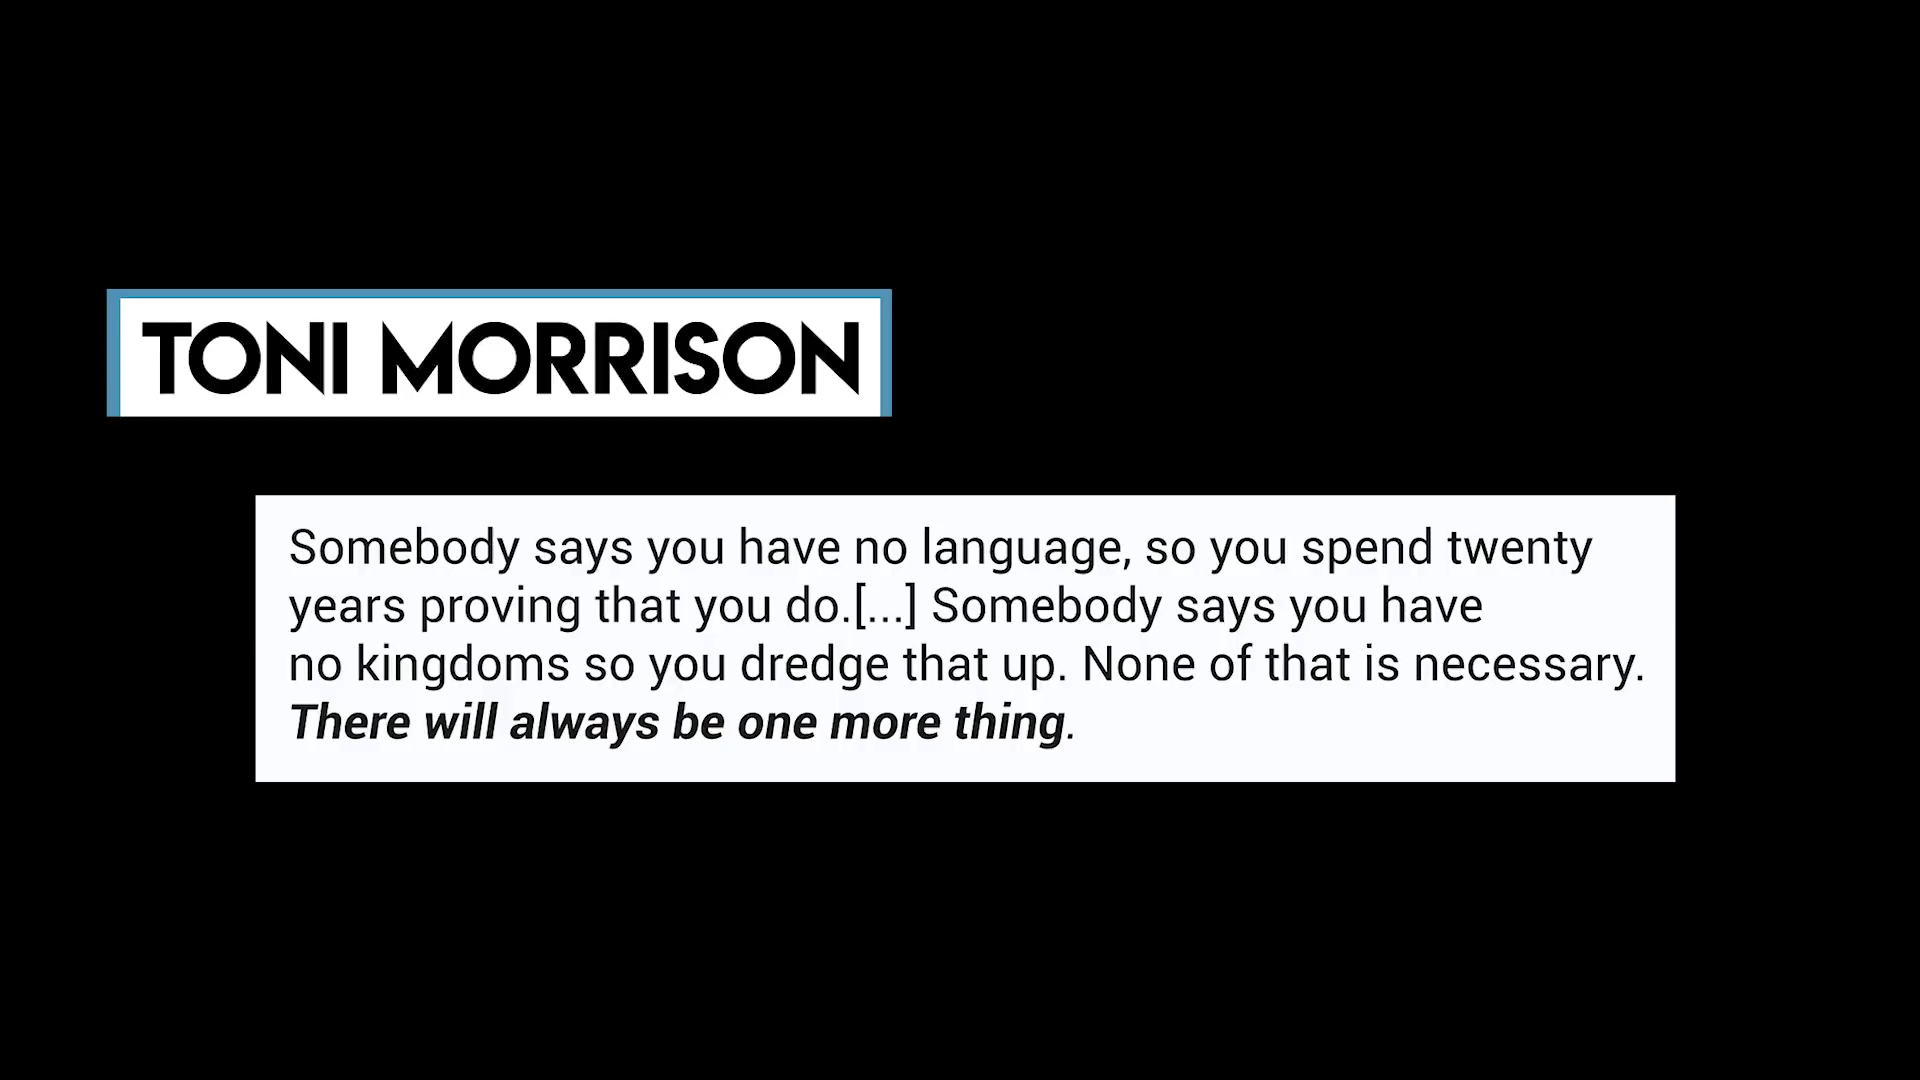 TONI MORRISON
Somebody says you have no language, so you spend twenty
years proving that you do.[...] Somebody says you have
no kingdoms so you dredge that up. None of that is necessary.
There will always be one more thing.